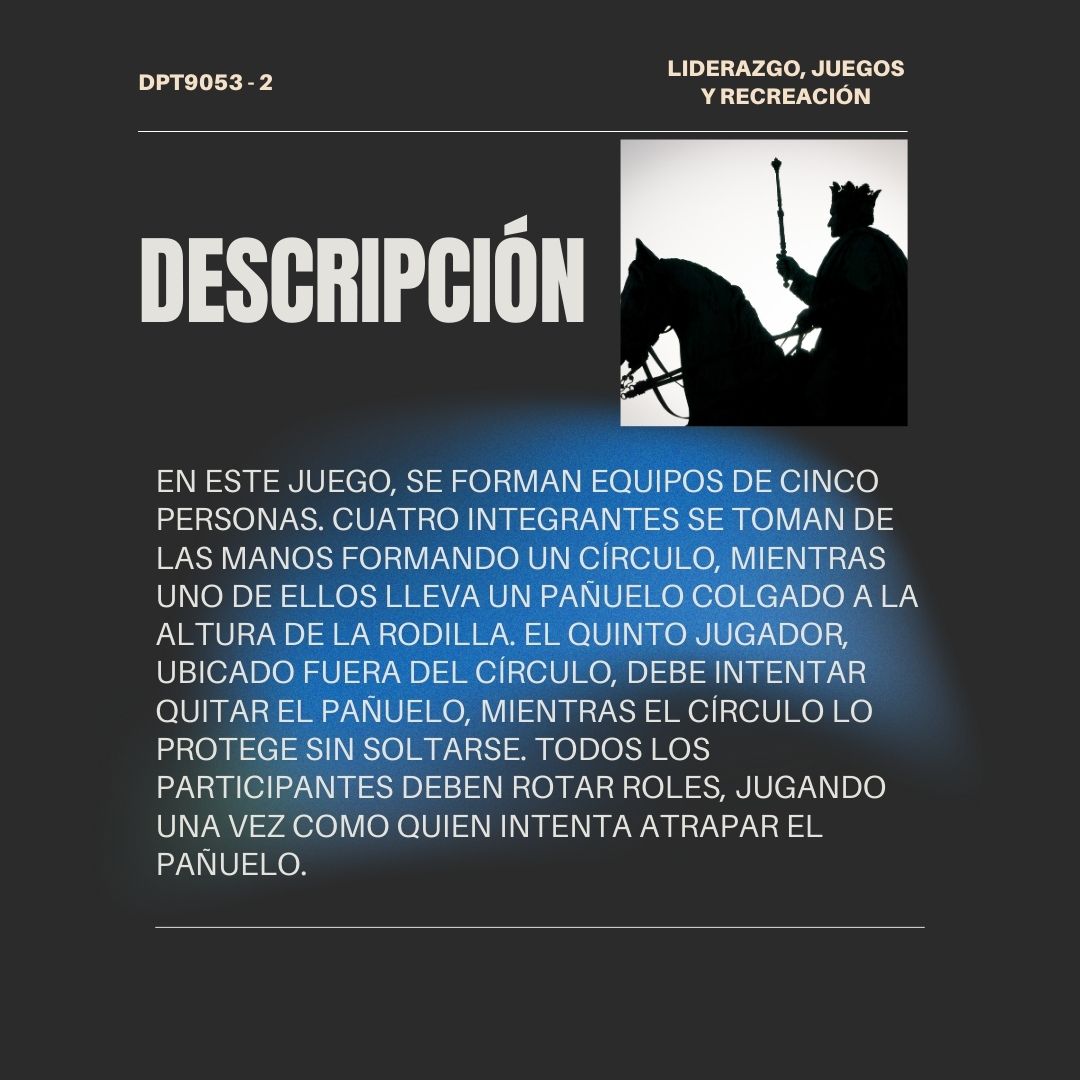 DPT9053 - 2
LIDERAZGO, JUEGOS
Y RECREACIÓN
DESCRIPCIÓN
EN ESTE JUEGO, SE FORMAN EQUIPOS DE CINCO
PERSONAS. CUATRO INTEGRANTES SE TOMAN DE
LAS MANOS FORMANDO UN CÍRCULO, MIENTRAS
UNO DE ELLOS LLEVA UN PAÑUELO COLGADO A LA
ALTURA DE LA RODILLA. EL QUINTO JUGADOR,
UBICADO FUERA DEL CÍRCULO, DEBE INTENTAR
QUITAR EL PAÑUELO, MIENTRAS EL CÍRCULO LO
PROTEGE SIN SOLTARSE. TODOS LOS
PARTICIPANTES DEBEN ROTAR ROLES, JUGANDO
UNA VEZ COMO QUIEN INTENTA ATRAPAR EL
PAÑUELO.